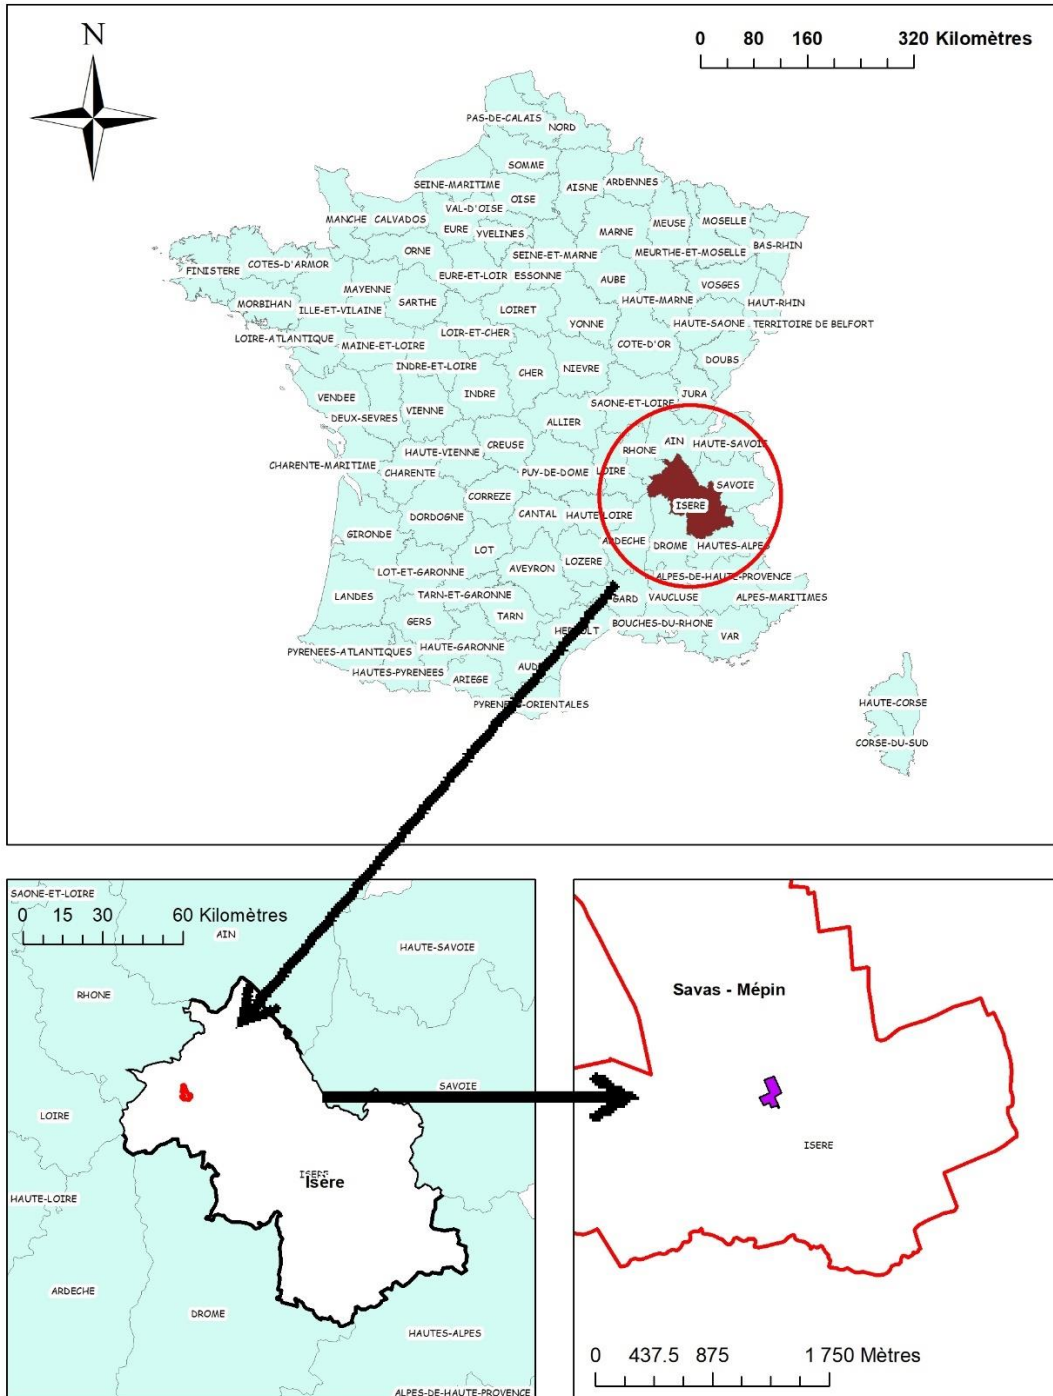 N
0 80 160 320 Kilomètres
PAS-DE-CALAIS
NORD
SOMME
SEINE-MARITIME
AISNE
ARDENNES
OISE
VAL-D'OISE
MANCHE
CALVADOS
EURE
YVELINES
MARNE
MEUSE
MOSELLE
BAS-RHIN
ORNE
SEINE-ET-MARNE
MEURTHE-ET-MOSELLE
FINISTERE
COTES-D'ARMOR
EURE-ET-LOIR
ESSONNE
AUBE
VOSGES
MAYENNE
MORBIHAN
ILLE-ET-VILAINE
SARTHE
LOIRET
HAUTE-MARNE
HAUT-RHIN
LOIRE-ATLANTIQUE
MAINE-ET-LOIRE
LOIR-ET-CHER
YONNE
HAUTE-SAONE
TERRITOIRE DE BELFORT
COTE-D'OR
DOUBS
INDRE-ET-LOIRE
CHER
NIEVRE
VENDEE
INDRE
SAONE-ET-LOIRE
JURA
DEUX-SEVRES
VIENNE
ALLIER
HAUTE-VIENNE
CREUSE
RHONE
AIN
HAUTE-SAVOIE
CHARENTE-MARITIME
CHARENTE
PUY-DE-DOME
LOIRE
SAVOIE
CORREZE
ISERE
DORDOGNE
CANTAL
HAUTE-LOIRE
GIRONDE
LOT
ARDECHE
DROME
HAUTES-ALPES
LOT-ET-GARONNE
AVEYRON
LOZERE
ALPES-DE-HAUTE-PROVENCE
LANDES
TARN-ET-GARONNE
GARD
VAUCLUSE
ALPES-MARITIMES
GERS
TARN
HERAULT
BOUCHES-DU-RHONE
VAR
PYRENEES-ATLANTIQUES
HAUTE-GARONNE
HAUTES-PYRENEES
ARIEGE
AUDE
PYRENEES-ORIENTALES
HAUTE-CORSE
CORSE-DU-SUD
SAONE-ET-LOIRE
0 15 30 60 Kilomètres
AIN
HAUTE-SAVOIE
RHONE
SAVOIE
LOIRE
ISERE
Isère
HAUTE-LOIRE
ARDECHE
DROME
HAUTES-ALPES
ALPES-DE-HAUTE-PROVENCE
Savas - Mépin
ISERE
0 437.5 875 1 750 Mètres